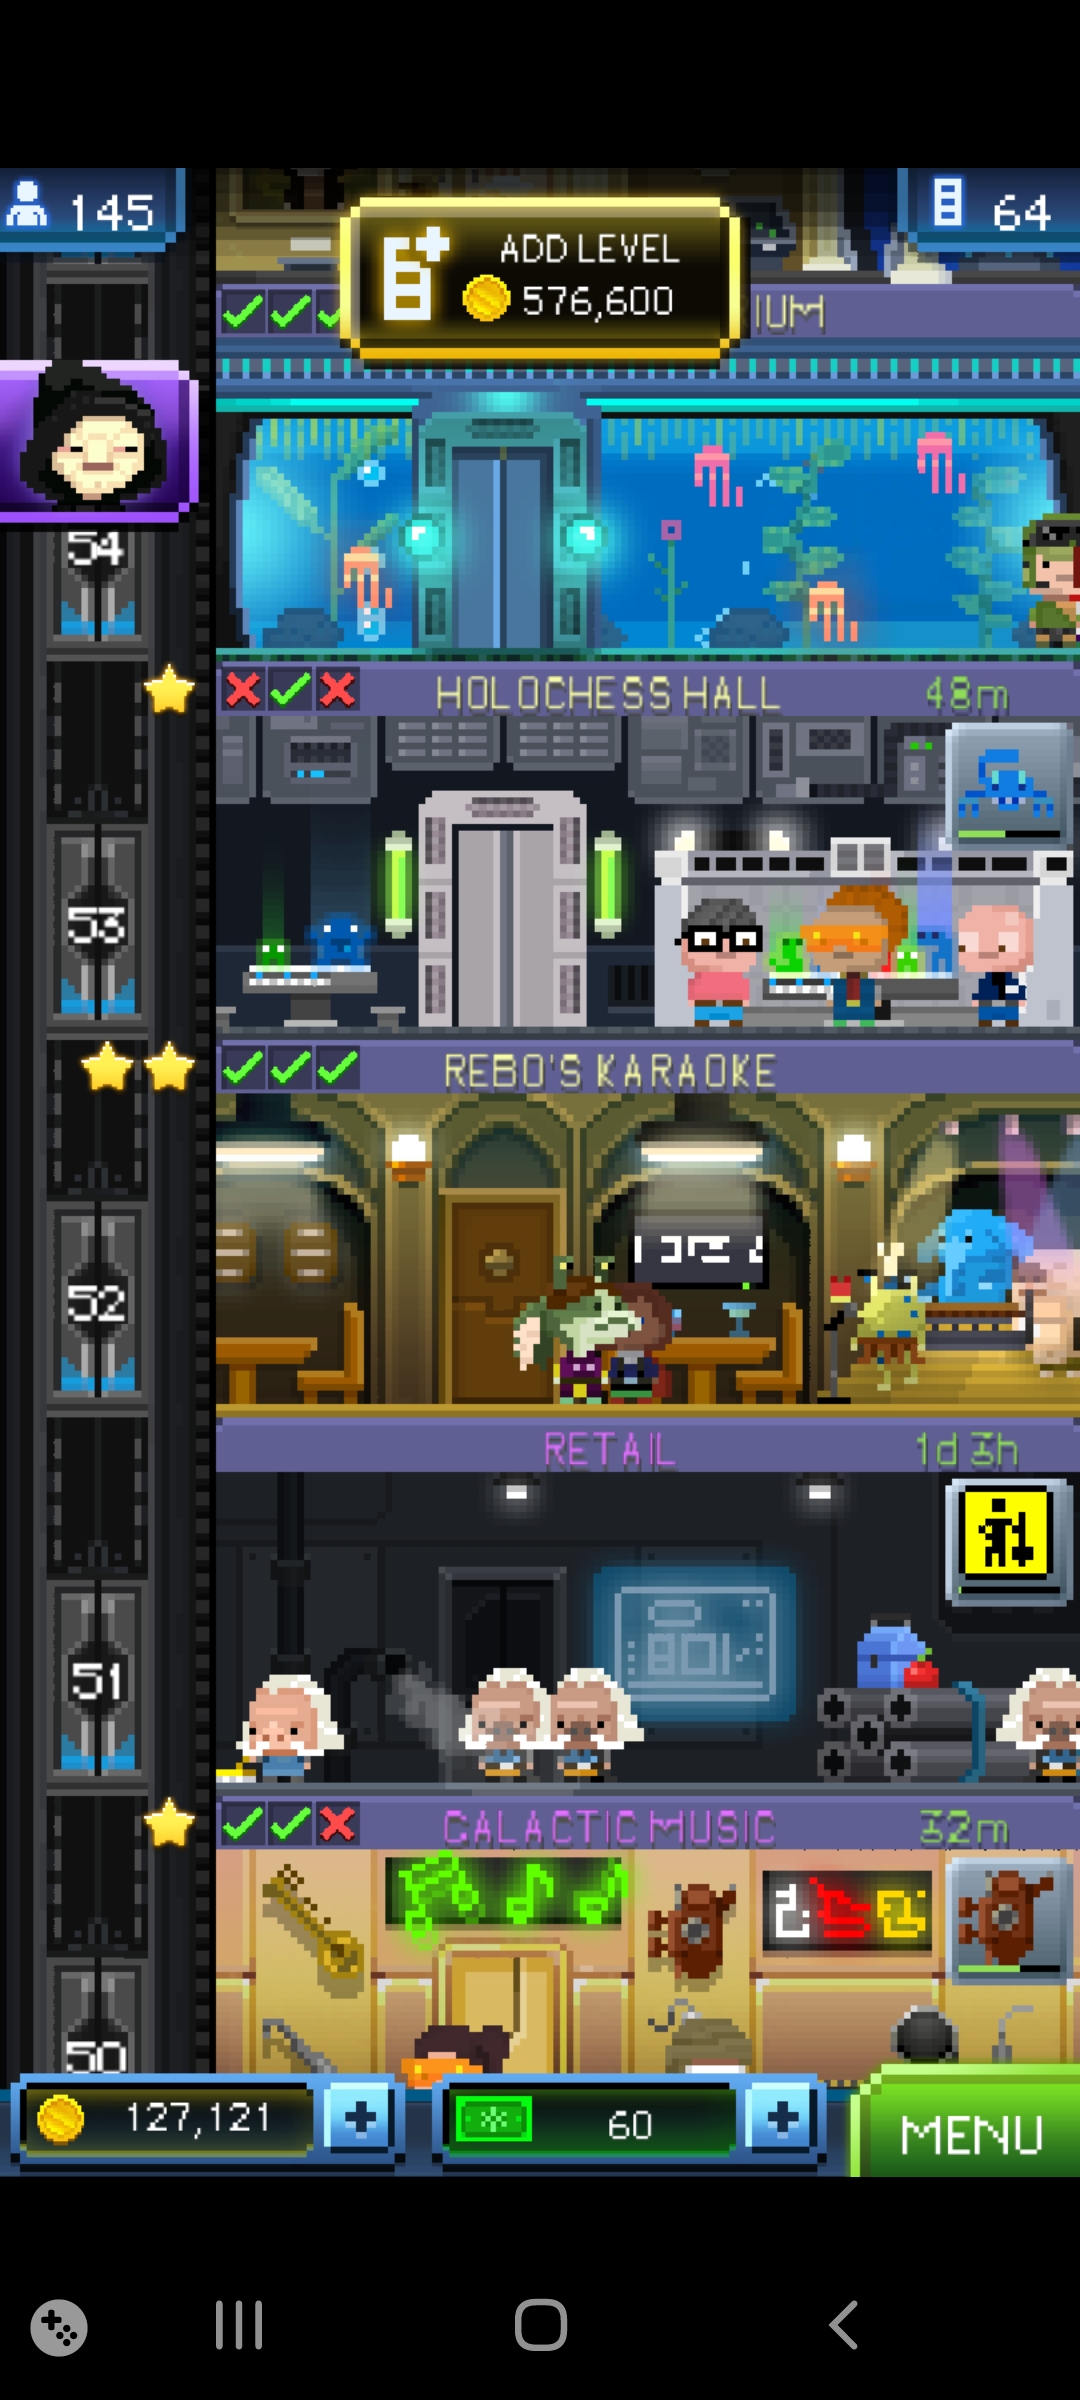 145
ADD LEVEL
576,600
64
IUM
54
HOLOCHESS HALL
48m
53
REBO'S KARAOKE
52
RETAIL
1d 3h
51
GALACTIC MUSIC
32m
50
127,121
60
MENU